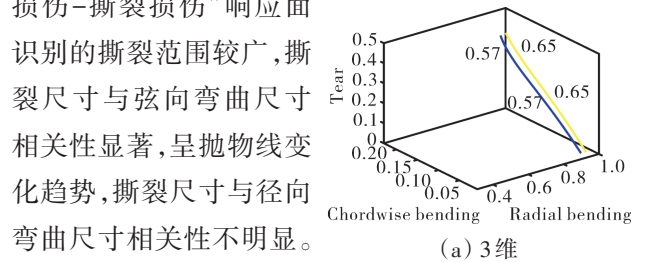 损伤-撕裂损伤”响应面
识别的撕裂范围较广,撕
裂尺寸与弦向弯曲尺寸
相关性显著,呈抛物线变
化趋势,撕裂尺寸与径向
弯曲尺寸相关性不明显。
Tear
0.5
0.4
0.3
0.2
0.1
0
0.20
0.15
0.10
0.05
0.4
0.6
0.8
1.0
0.57
0.65
0.57
0.65
Chordwise bending Radial bending
(a) 3维